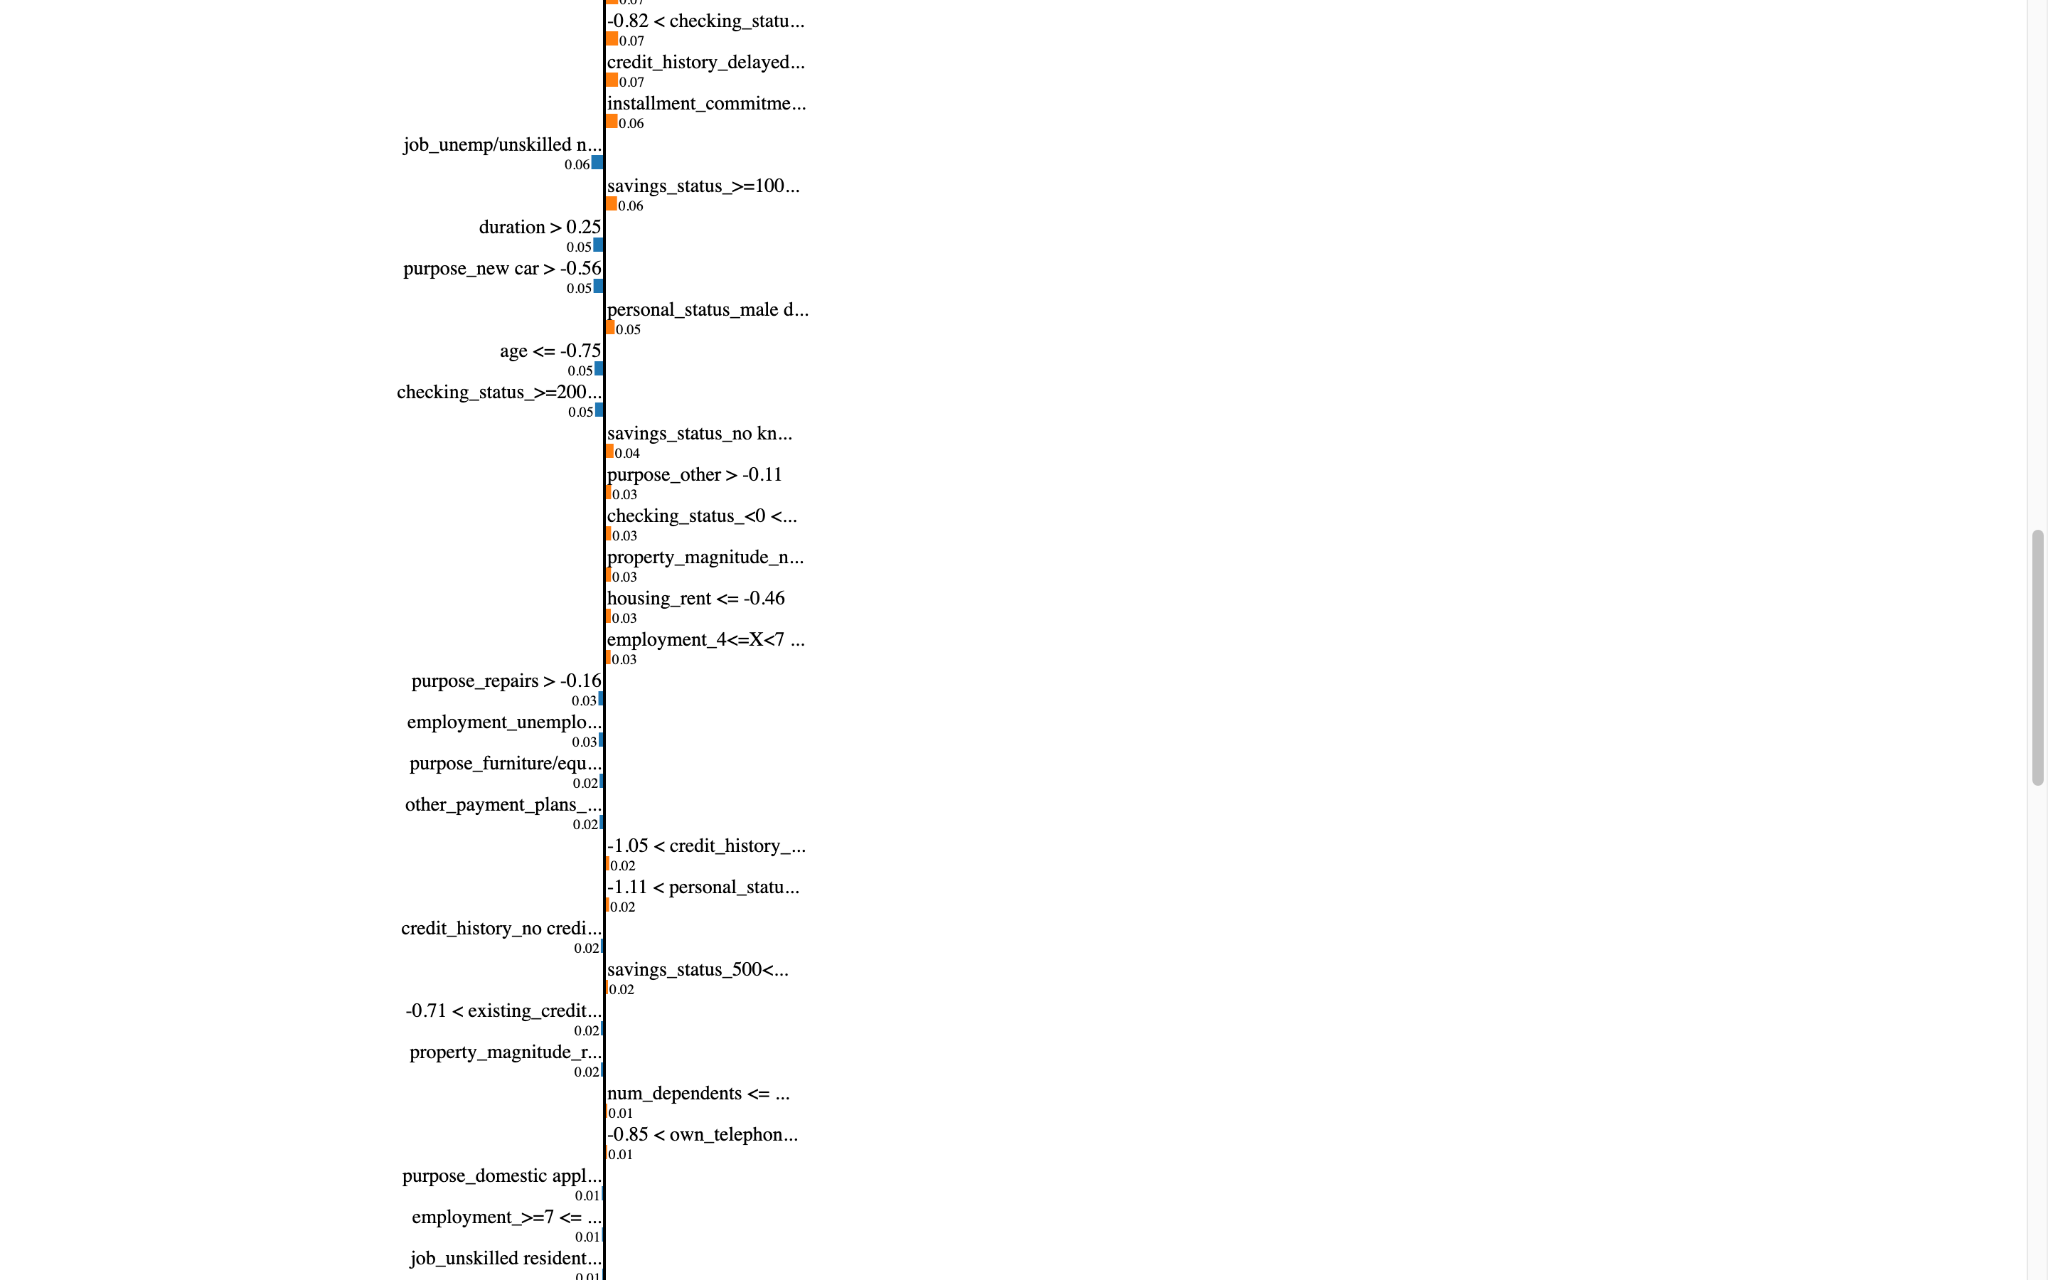 0.07
-0.82 < checking_statu...
0.07
credit_history_delayed...
0.07
installment_commitme...
0.06
job_unemp/unskilled n...
0.06
savings_status_>=100...
0.06
duration > 0.25
0.05
purpose_new car > -0.56
0.05
personal_status_male d...
0.05
age <= -0.75
0.05
checking_status_>=200...
0.05
savings_status_no kn...
0.04
purpose_other > -0.11
0.03
checking_status_<0 <...
0.03
property_magnitude_n...
0.03
housing_rent <= -0.46
0.03
employment_4<=X<7 ...
0.03
purpose_repairs > -0.16
0.03
employment_unemplo...
0.03
purpose_furniture/equ...
0.02
other_payment_plans_...
0.02
-1.05 < credit_history_...
0.02
-1.11 < personal_statu...
0.02
credit_history_no credi...
0.02
savings_status_500<...
0.02
-0.71 < existing_credit...
0.02
property_magnitude_r...
0.02
num_dependents <= ...
0.01
-0.85 < own_telephon...
0.01
purpose_domestic appl...
0.01
employment_>=7 <= ...
0.01
job_unskilled resident...
0.01